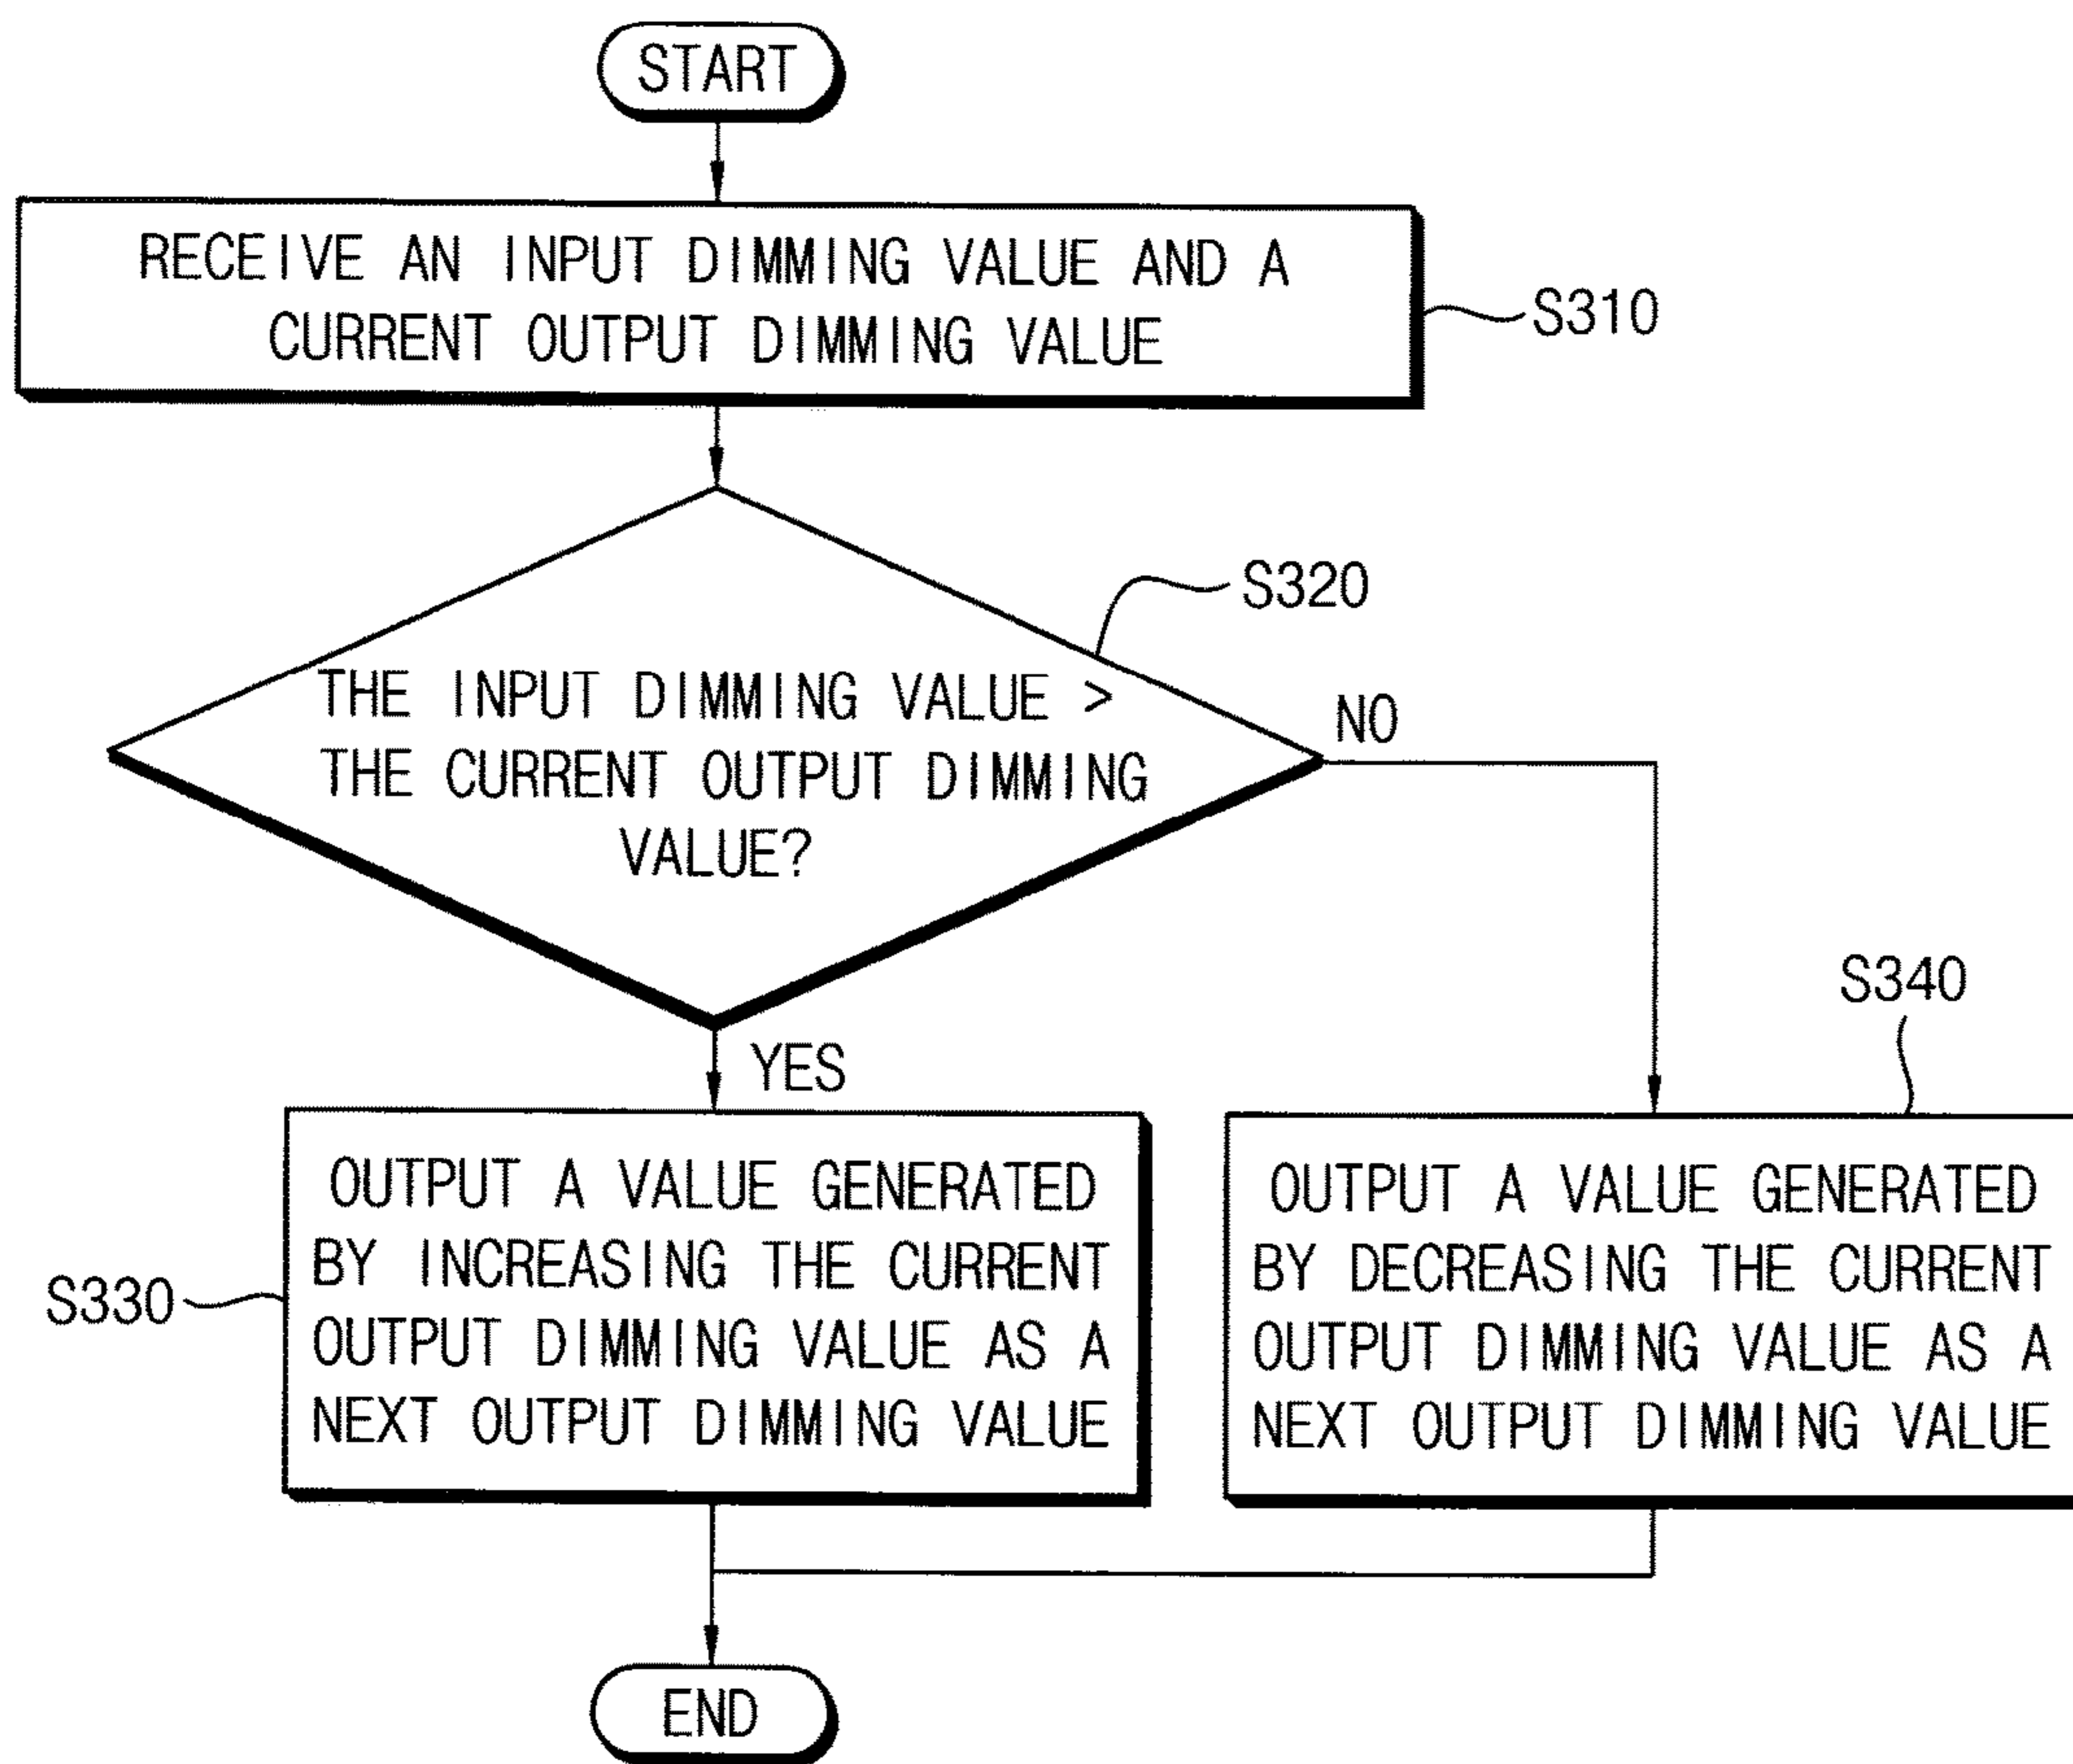 START
RECEIVE AN INPUT DIMMING VALUE AND A
CURRENT OUTPUT DIMMING VALUE
S310
S320
THE INPUT DIMMING VALUE >
THE CURRENT OUTPUT DIMMING
VALUE?
NO
YES
S340
OUTPUT A VALUE GENERATED
BY INCREASING THE CURRENT
OUTPUT DIMMING VALUE AS A
NEXT OUTPUT DIMMING VALUE
S330
OUTPUT A VALUE GENERATED
BY DECREASING THE CURRENT
OUTPUT DIMMING VALUE AS A
NEXT OUTPUT DIMMING VALUE
END